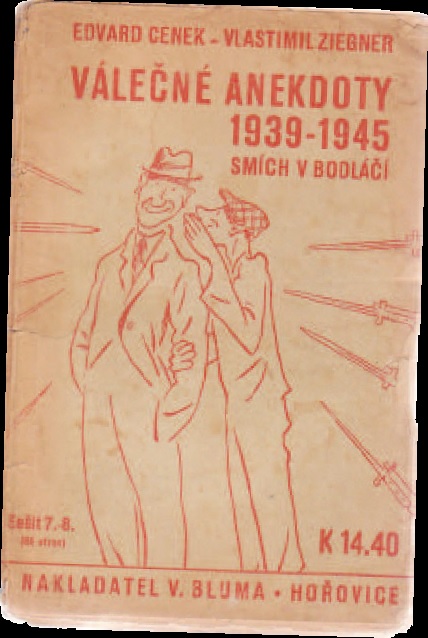 EDVARD CENEK - VLASTIMIL ZIEGNER
VÁLEČNÉ ANEKDOTY
1939-1945
SMÍCH V BODLÁČÍ
Sešit 7.-8.
K 14.40
NAKLADATEL V. BLUMA • HOŘOVICE